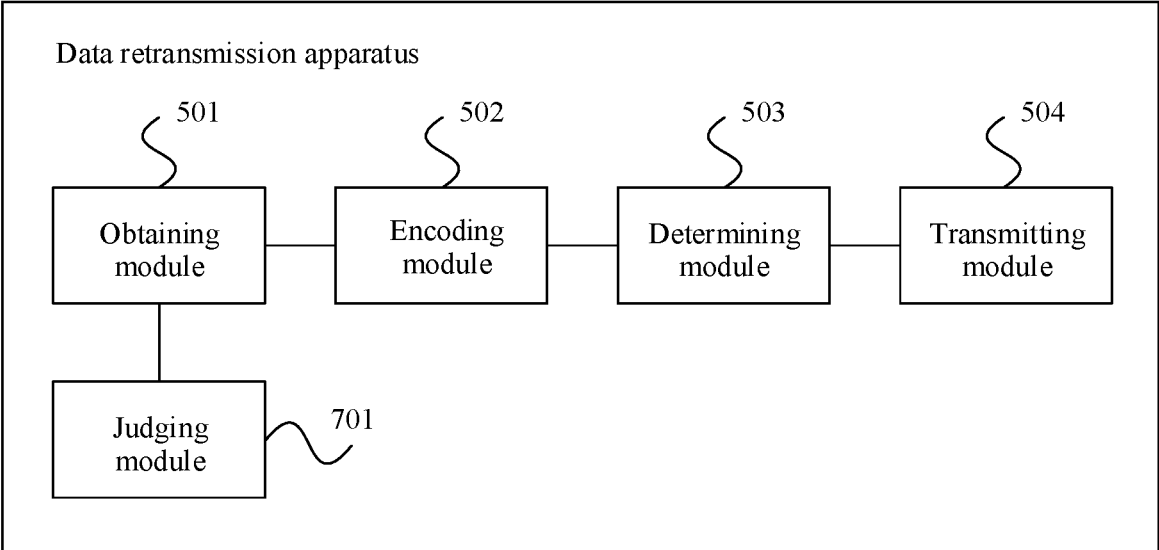 Data retransmission apparatus
501
502
503
504
Obtaining
module
Encoding
module
Determining
module
Transmitting
module
Judging
module
701